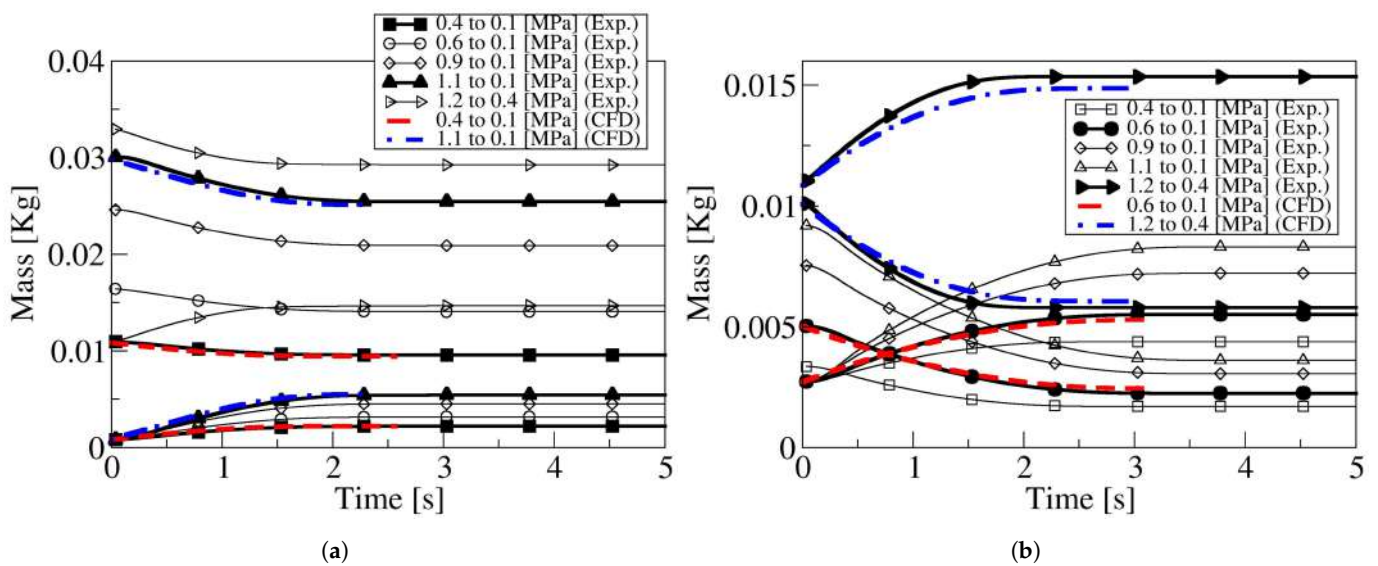 0.4 to 0.1 [MPa] (Exp.)
0.6 to 0.1 [MPa] (Exp.)
0.9 to 0.1 [MPa] (Exp.)
1.1 to 0.1 [MPa] (Exp.)
1.2 to 0.4 [MPa] (Exp.)
0.4 to 0.1 [MPa] (CFD)
1.1 to 0.1 [MPa] (CFD)
0.04
0.03
0.02
0.01
0
Mass [Kg]
0 1 2 3 4 5
Time [s]
(a)
0.4 to 0.1 [MPa] (Exp.)
0.6 to 0.1 [MPa] (Exp.)
0.9 to 0.1 [MPa] (Exp.)
1.1 to 0.1 [MPa] (Exp.)
1.2 to 0.4 [MPa] (Exp.)
0.6 to 0.1 [MPa] (CFD)
1.2 to 0.4 [MPa] (CFD)
0.015
0.01
0.005
0
Mass [Kg]
0 1 2 3 4 5
Time [s]
(b)